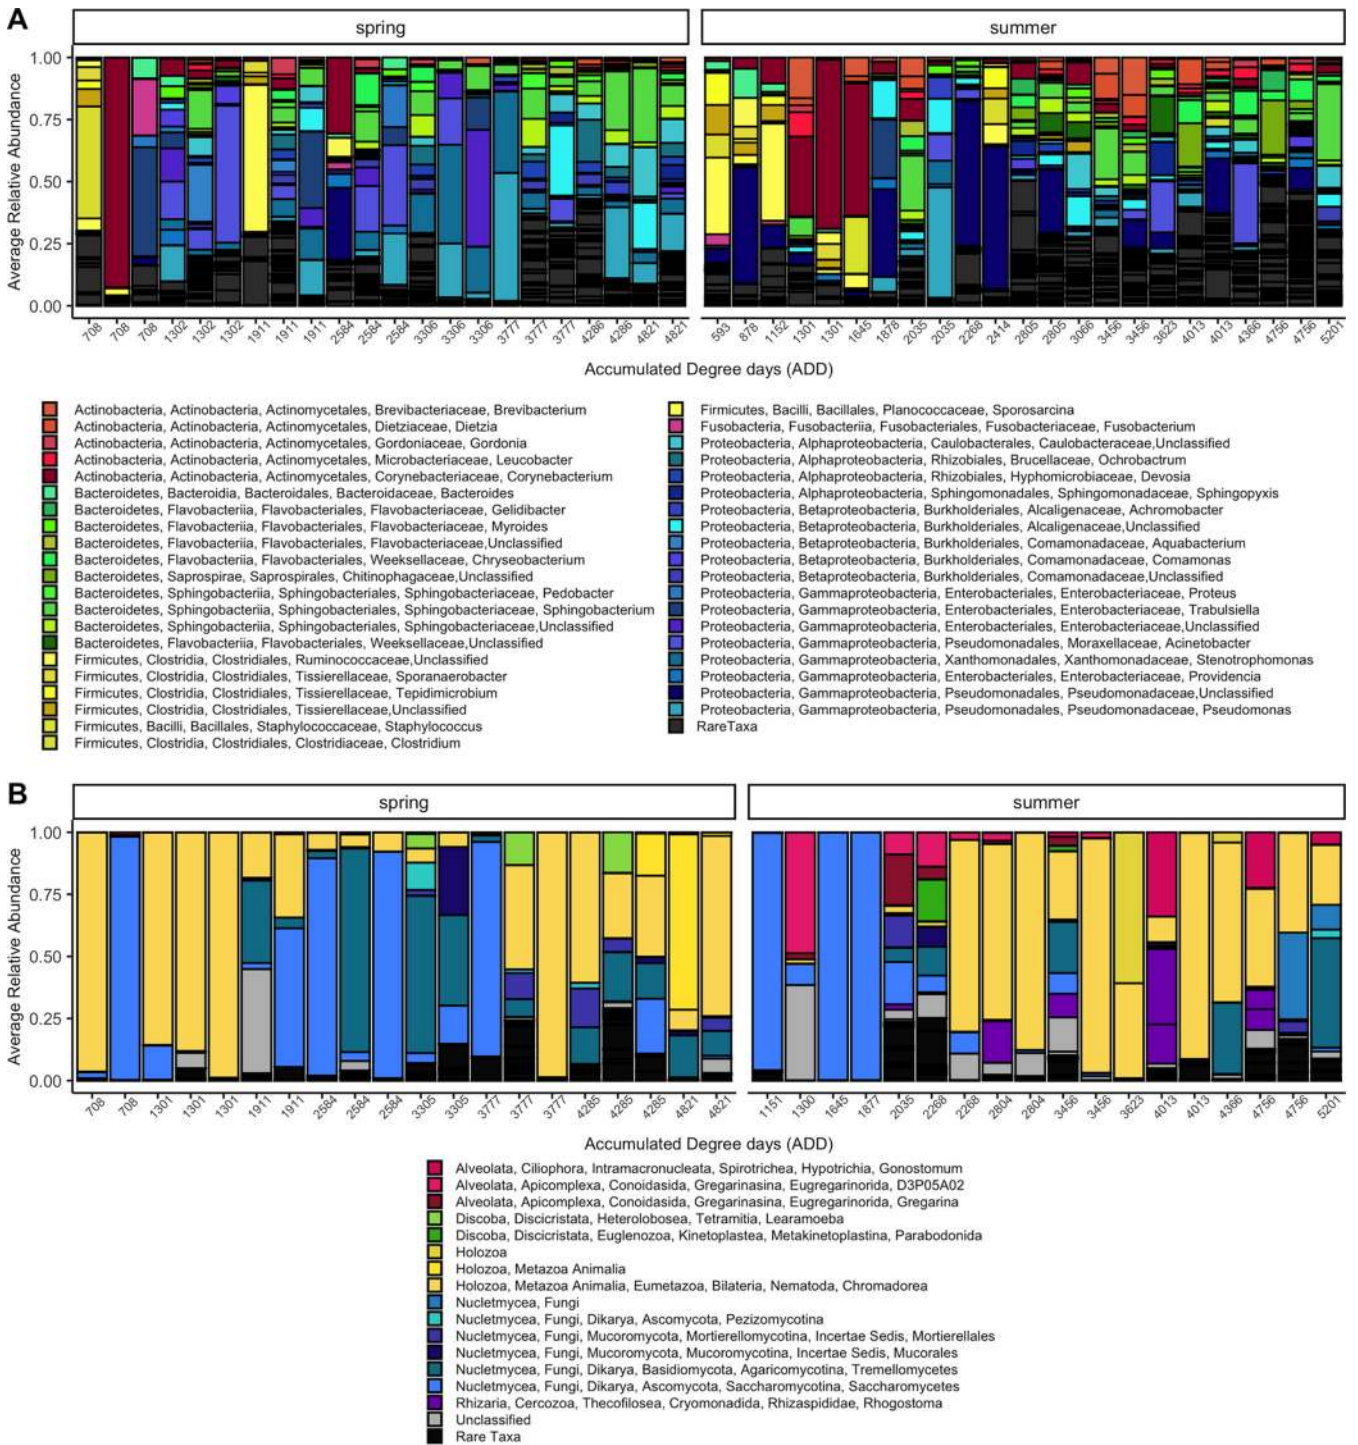 A
spring
summer
Average Relative Abundance
1.00
0.75
0.50
0.25
0.00
708 708 708 1302 1302 1302 1911 1911 1911 2584 2584 2584 3306 3306 3306 3777 3777 3777 4286 4286 4821 4821
593 878 1152 1301 1301 1645 1878 2035 2035 2268 2414 2805 2805 3066 3456 3456 3623 4013 4013 4366 4756 4756 5201
Accumulated Degree days (ADD)
Actinobacteria, Actinobacteria, Actinomycetales, Brevibacteriaceae, Brevibacterium
Actinobacteria, Actinobacteria, Actinomycetales, Dietziaceae, Dietzia
Actinobacteria, Actinobacteria, Actinomycetales, Gordoniaceae, Gordonia
Actinobacteria, Actinobacteria, Actinomycetales, Microbacteriaceae, Leucobacter
Actinobacteria, Actinobacteria, Actinomycetales, Corynebacteriaceae, Corynebacterium
Bacteroidetes, Bacteroidia, Bacteroidales, Bacteroidaceae, Bacteroides
Bacteroidetes, Flavobacteriia, Flavobacteriales, Flavobacteriaceae, Gelidibacter
Bacteroidetes, Flavobacteriia, Flavobacteriales, Flavobacteriaceae, Myroides
Bacteroidetes, Flavobacteriia, Flavobacteriales, Flavobacteriaceae,Unclassified
Bacteroidetes, Flavobacteriia, Flavobacteriales, Weeksellaceae, Chryseobacterium
Bacteroidetes, Saprospirae, Saprospirales, Chitinophagaceae,Unclassified
Bacteroidetes, Sphingobacteriia, Sphingobacteriales, Sphingobacteriaceae, Pedobacter
Bacteroidetes, Sphingobacteriia, Sphingobacteriales, Sphingobacteriaceae, Sphingobacterium
Bacteroidetes, Sphingobacteriia, Sphingobacteriales, Sphingobacteriaceae,Unclassified
Bacteroidetes, Flavobacteriia, Flavobacteriales, Weeksellaceae,Unclassified
Firmicutes, Clostridia, Clostridiales, Ruminococcaceae,Unclassified
Firmicutes, Clostridia, Clostridiales, Tissierellaceae, Sporanaerobacter
Firmicutes, Clostridia, Clostridiales, Tissierellaceae, Tepidimicrobium
Firmicutes, Clostridia, Clostridiales, Tissierellaceae,Unclassified
Firmicutes, Bacilli, Bacillales, Staphylococcaceae, Staphylococcus
Firmicutes, Clostridia, Clostridiales, Clostridiaceae, Clostridium
Firmicutes, Bacilli, Bacillales, Planococcaceae, Sporosarcina
Fusobacteria, Fusobacteriia, Fusobacteriales, Fusobacteriaceae, Fusobacterium
Proteobacteria, Alphaproteobacteria, Caulobacterales, Caulobacteraceae,Unclassified
Proteobacteria, Alphaproteobacteria, Rhizobiales, Brucellaceae, Ochrobactrum
Proteobacteria, Alphaproteobacteria, Rhizobiales, Hyphomicrobiaceae, Devosia
Proteobacteria, Alphaproteobacteria, Sphingomonadales, Sphingomonadaceae, Sphingopyxis
Proteobacteria, Betaproteobacteria, Burkholderiales, Alcaligenaceae, Achromobacter
Proteobacteria, Betaproteobacteria, Burkholderiales, Alcaligenaceae,Unclassified
Proteobacteria, Betaproteobacteria, Burkholderiales, Comamonadaceae, Aquabacterium
Proteobacteria, Betaproteobacteria, Burkholderiales, Comamonadaceae, Comamonas
Proteobacteria, Betaproteobacteria, Burkholderiales, Comamonadaceae,Unclassified
Proteobacteria, Gammaproteobacteria, Enterobacteriales, Enterobacteriaceae, Proteus
Proteobacteria, Gammaproteobacteria, Enterobacteriales, Enterobacteriaceae, Trabulsiella
Proteobacteria, Gammaproteobacteria, Enterobacteriales, Enterobacteriaceae,Unclassified
Proteobacteria, Gammaproteobacteria, Pseudomonadales, Moraxellaceae, Acinetobacter
Proteobacteria, Gammaproteobacteria, Xanthomonadales, Xanthomonadaceae, Stenotrophomonas
Proteobacteria, Gammaproteobacteria, Enterobacteriales, Enterobacteriaceae, Providencia
Proteobacteria, Gammaproteobacteria, Pseudomonadales, Pseudomonadaceae,Unclassified
Proteobacteria, Gammaproteobacteria, Pseudomonadales, Pseudomonadaceae, Pseudomonas
RareTaxa
B
spring
summer
Average Relative Abundance
1.00
0.75
0.50
0.25
0.00
708 708 1301 1301 1301 1911 1911 2584 2584 2584 3305 3305 3777 3777 3777 4285 4285 4285 4821 4821
1151 1300 1645 1877 2035 2268 2268 2804 2804 3456 3456 3623 4013 4013 4366 4756 4756 5201
Accumulated Degree days (ADD)
Alveolata, Ciliophora, Intramacronucleata, Spirotrichea, Hypotrichia, Gonostomum
Alveolata, Apicomplexa, Conoidasida, Gregarinasina, Eugregarinorida, D3P05A02
Alveolata, Apicomplexa, Conoidasida, Gregarinasina, Eugregarinorida, Gregarina
Discoba, Discicristata, Heterolobosea, Tetramitia, Learamoeba
Discoba, Discicristata, Euglenozoa, Kinetoplastea, Metakinetoplastina, Parabodonida
Holozoa
Holozoa, Metazoa Animalia
Holozoa, Metazoa Animalia, Eumetazoa, Bilateria, Nematoda, Chromadorea
Nucletmycea, Fungi
Nucletmycea, Fungi, Dikarya, Ascomycota, Pezizomycotina
Nucletmycea, Fungi, Mucoromycota, Mortierellomycotina, Incertae Sedis, Mortierellales
Nucletmycea, Fungi, Mucoromycota, Mucoromycotina, Incertae Sedis, Mucorales
Nucletmycea, Fungi, Dikarya, Basidiomycota, Agaricomycotina, Tremellomycetes
Nucletmycea, Fungi, Dikarya, Ascomycota, Saccharomycotina, Saccharomycetes
Rhizaria, Cercozoa, Thecofilosea, Cryomonadida, Rhizaspididae, Rhogostoma
Unclassified
Rare Taxa